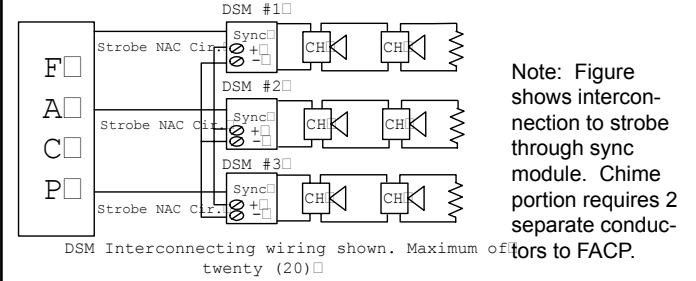 DSM #1
Sync
+
−
CH
CH
Strobe NAC Cir.
DSM #2
Sync
+
−
CH
CH
Strobe NAC Cir.
DSM #3
Sync
+
−
CH
CH
Strobe NAC Cir.
F
A
C
P
DSM Interconnecting wiring shown. Maximum of
twenty (20)
Note: Figure
shows intercon-
nection to strobe
through sync
module. Chime
portion requires 2
separate conduc-
tors to FACP.